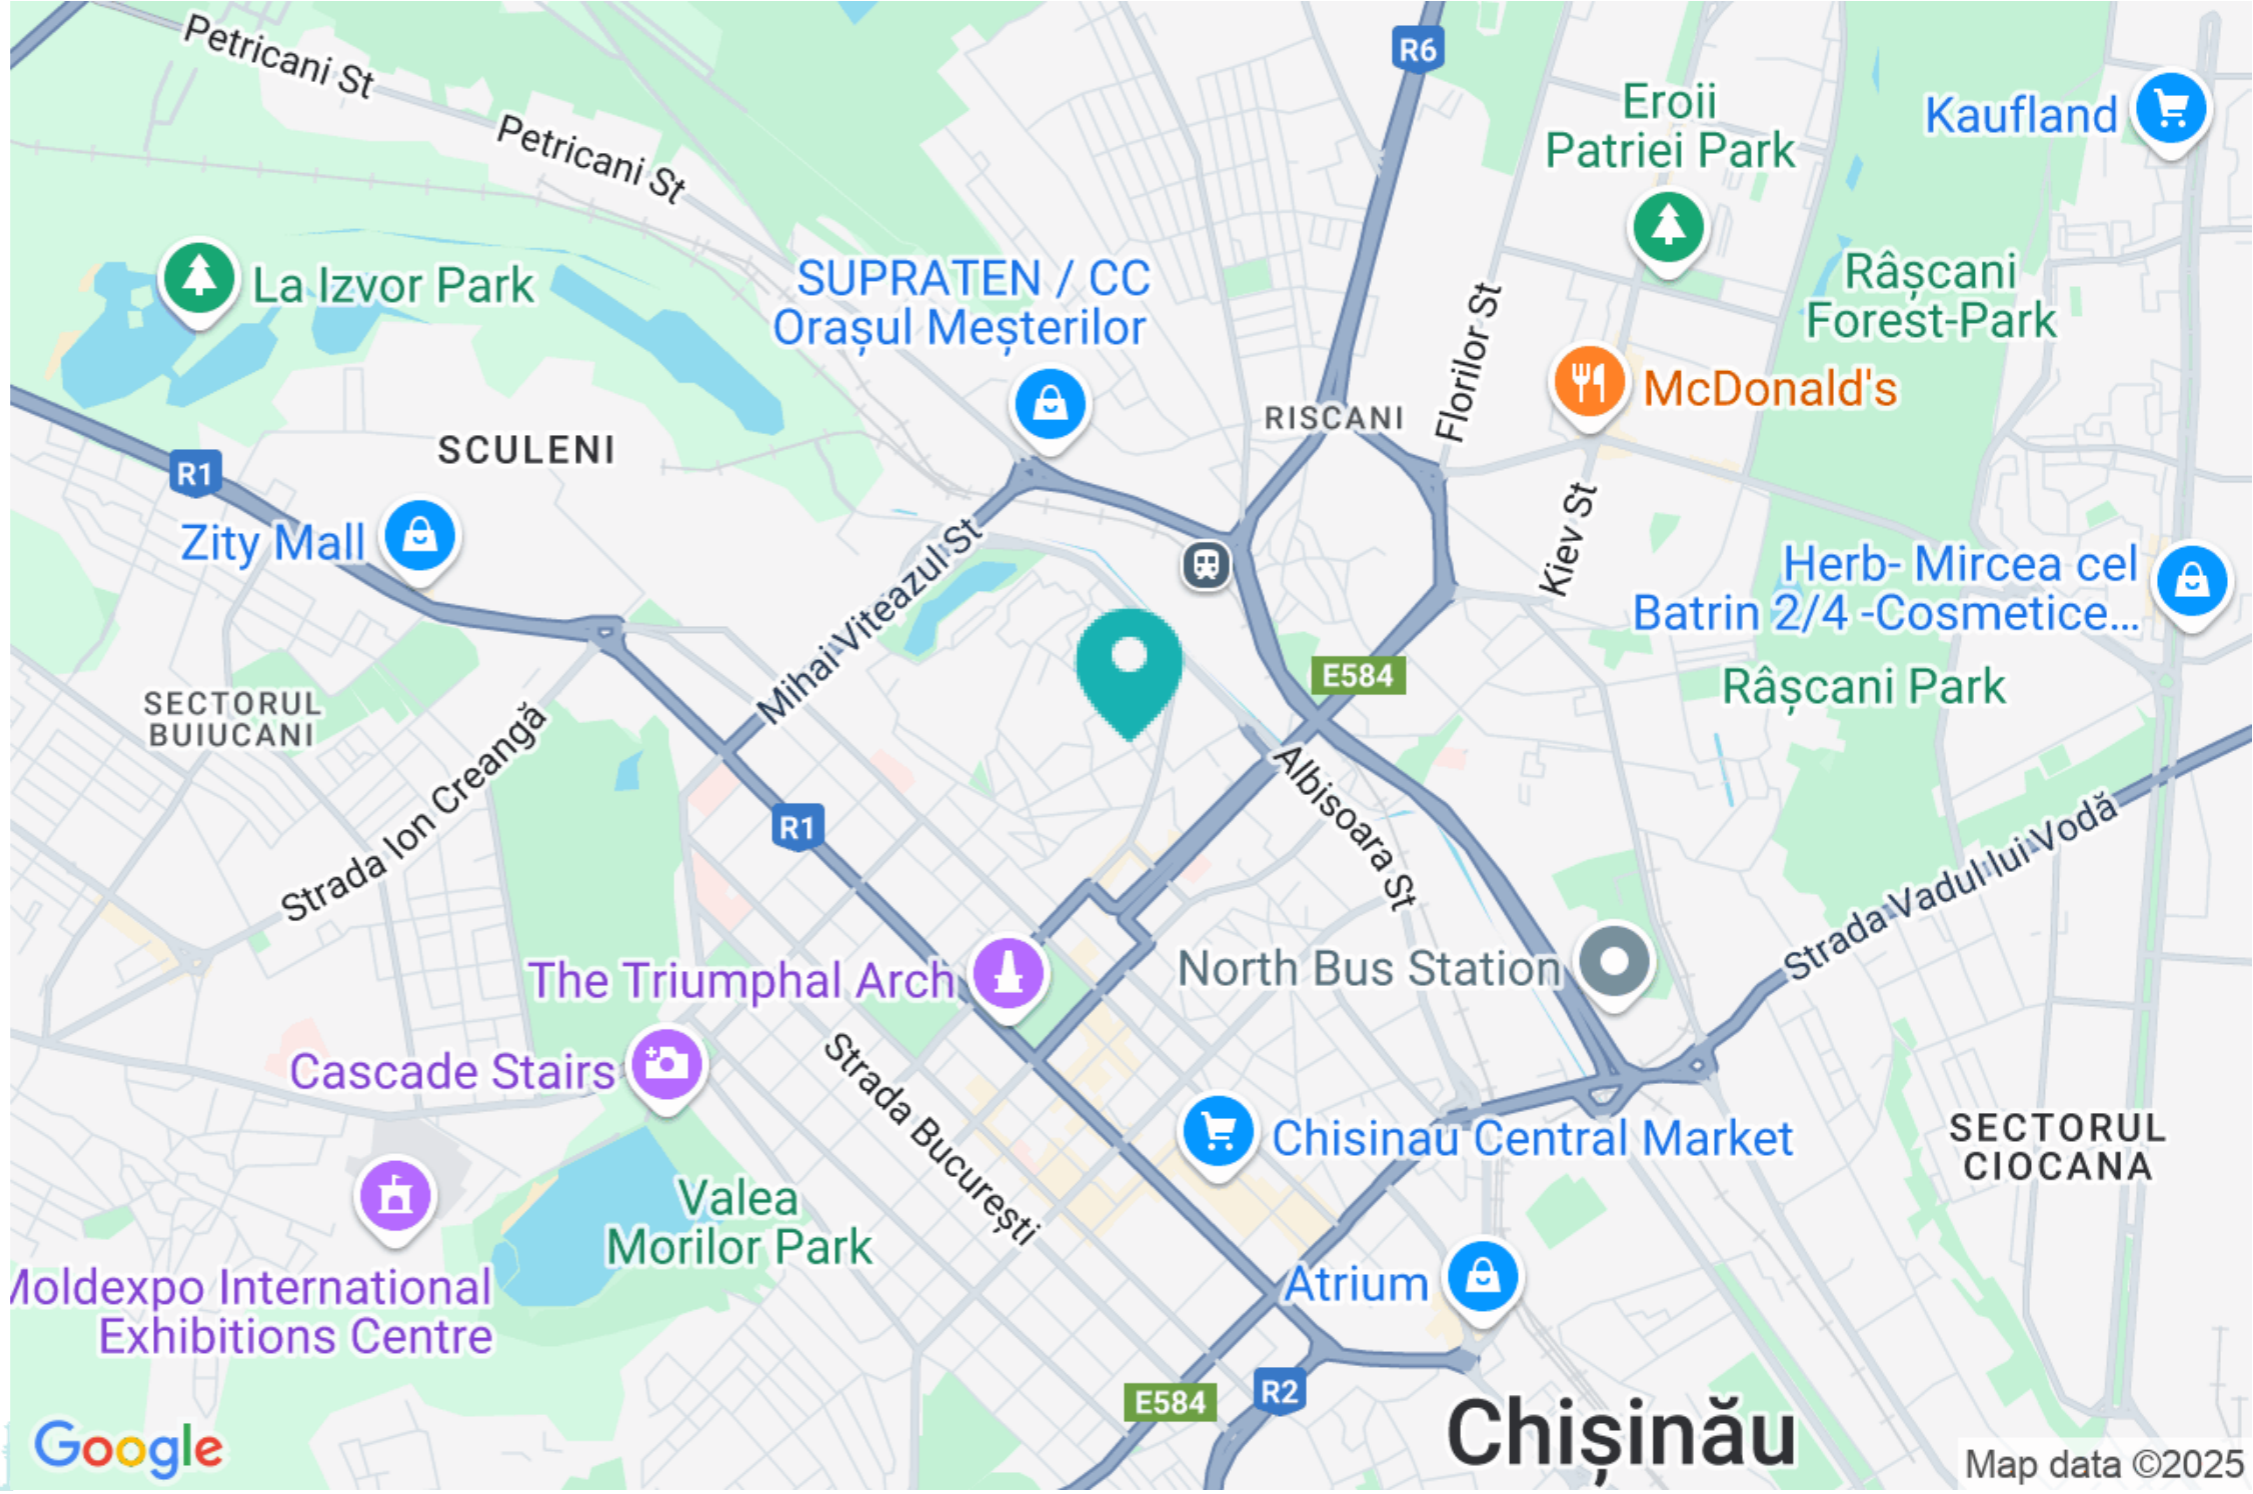 Petricani St
R6
Eroii
Patriei Park
Kaufland
Petricani St
La Izvor Park
SUPRATEN / CC
Orașul Meșterilor
Râșcani
Forest-Park
Florilor St
McDonald's
RISCANI
SCULENI
R1
Zity Mall
Mihai Viteazul St
Kiev St
Herb- Mircea cel
Batrin 2/4 -Cosmetice...
E584
Râșcani Park
SECTORUL
BUIUCANI
Strada Ion Creangă
R1
Albisoara St
Strada Vadul lui Vodă
The Triumphal Arch
North Bus Station
Cascade Stairs
Strada București
Chisinau Central Market
SECTORUL
CIOCANA
Valea
Morilor Park
Moldexpo International
Exhibitions Centre
Atrium
E584
R2
Chișinău
Google
Map data ©2025